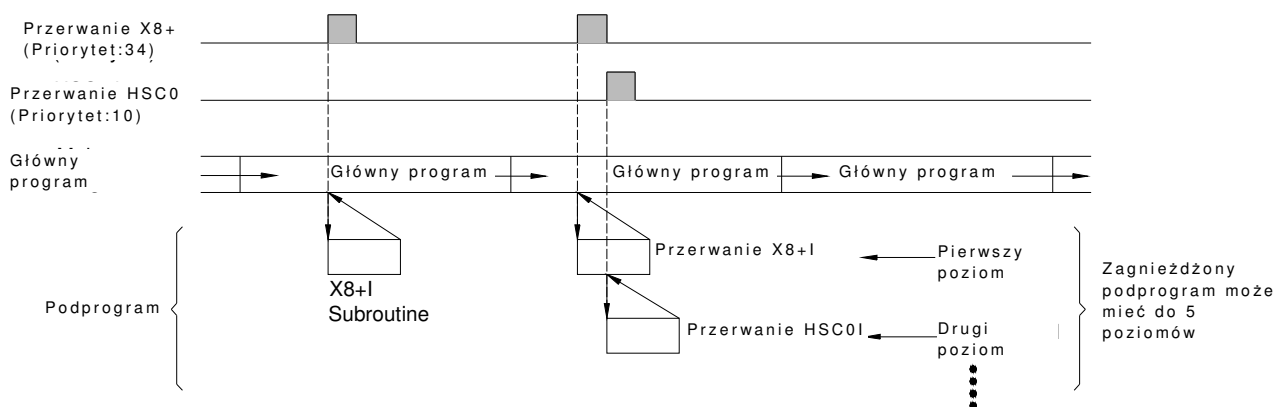 Przerwanie X8+
(Priorytet:34)
Przerwanie HSC0
(Priorytet:10)
Główny
program
Główny program
Główny program
Główny program
Podprogram
X8+I
Subroutine
Przerwanie X8+I
Pierwszy
poziom
Przerwanie HSC0I
Drugi
poziom
Zagnieżdżony
podprogram może
mieć do 5
poziomów